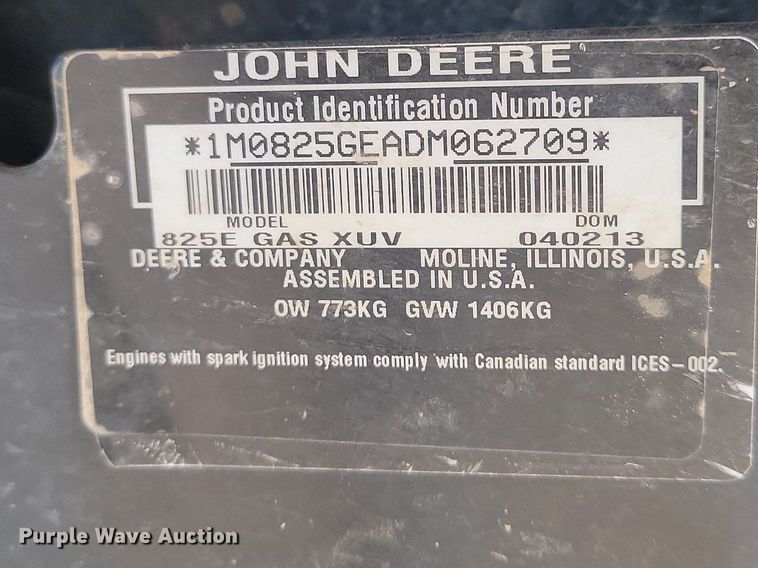 JOHN DEERE
Product Identification Number
*1M0825GEADM062709*
MODEL DOM
825E GAS XUV 040213
DEERE & COMPANY MOLINE, ILLINOIS, U.S.A.
ASSEMBLED IN U.S.A.
OW 773KG GVW 1406KG
Engines with spark ignition system comply with Canadian standard ICES-002.
Purple Wave Auction